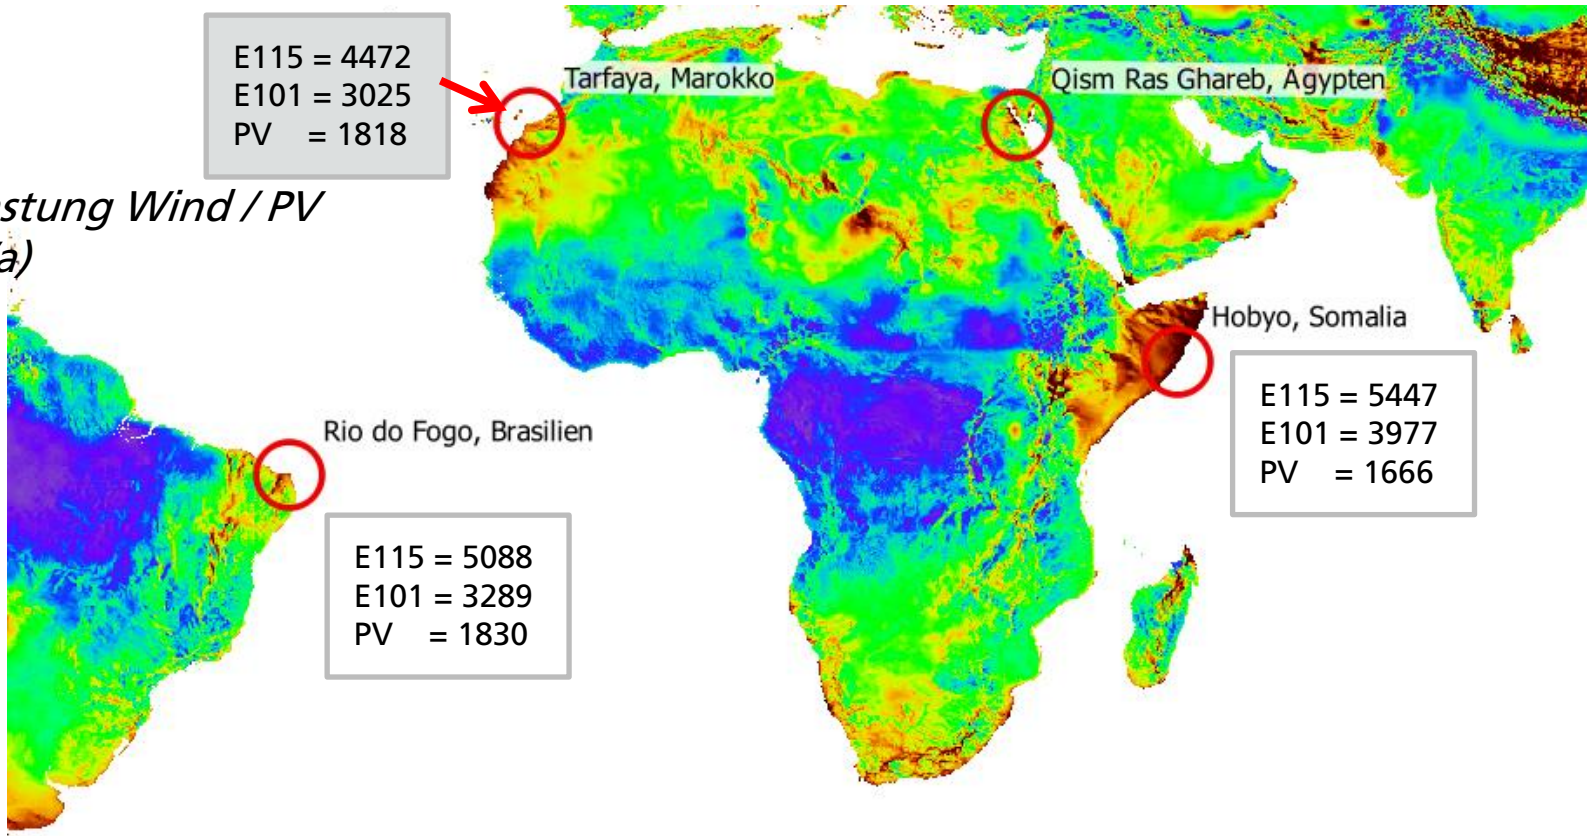 E115 = 4472
E101 = 3025
PV = 1818
Tarfaya, Marokko
Qism Ras Ghareb, Ägypten
Wind / PV
Hobyo, Somalia
E115 = 5447
E101 = 3977
PV = 1666
Rio do Fogo, Brasilien
E115 = 5088
E101 = 3289
PV = 1830